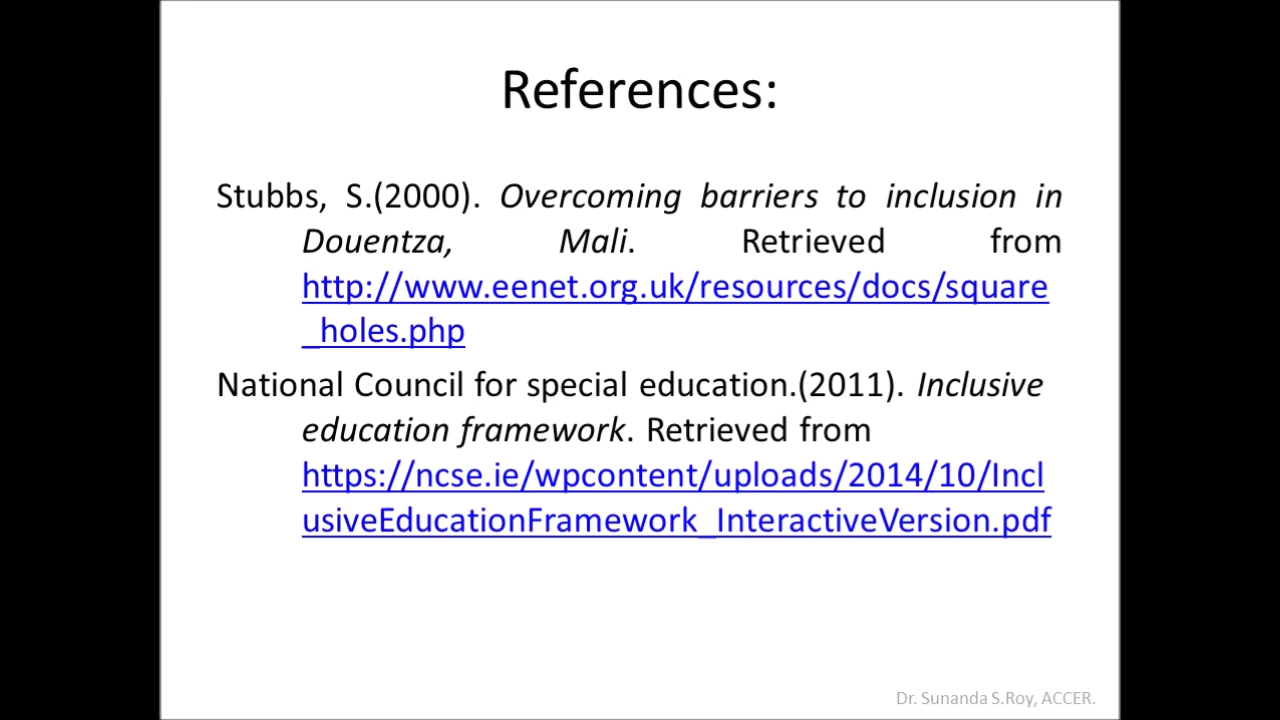 References:
Stubbs, S.(2000). Overcoming barriers to inclusion in
Douentza, Mali. Retrieved from
http://www.eenet.org.uk/resources/docs/square
_holes.php
National Council for special education.(2011). Inclusive
education framework. Retrieved from
https://ncse.ie/wpcontent/uploads/2014/10/Incl
usiveEducationFramework_InteractiveVersion.pdf
Dr. Sunanda S.Roy, ACCER.